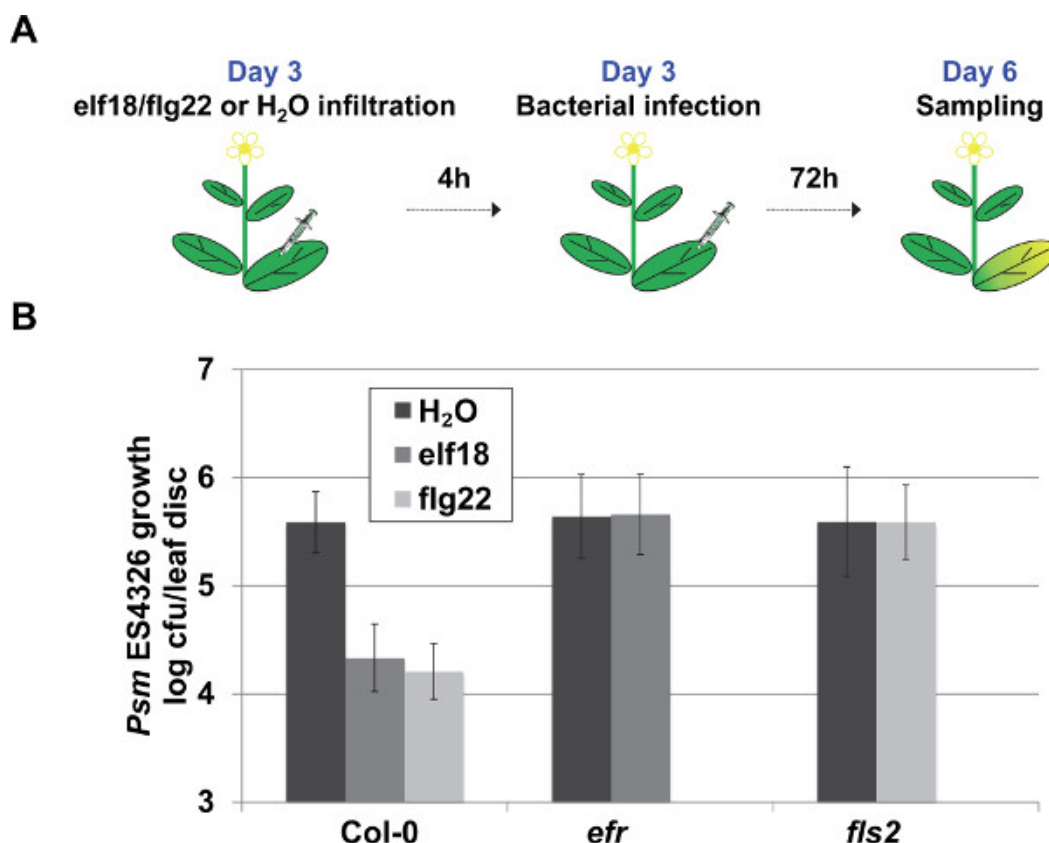 A
Day 3
elf18/flg22 or H₂O infiltration
4h
Day 3
Bacterial infection
72h
Day 6
Sampling
B
Psm ES4326 growth
log cfu/leaf disc
7
6
5
4
3
H₂O
elf18
flg22
Col-0
efr
fls2